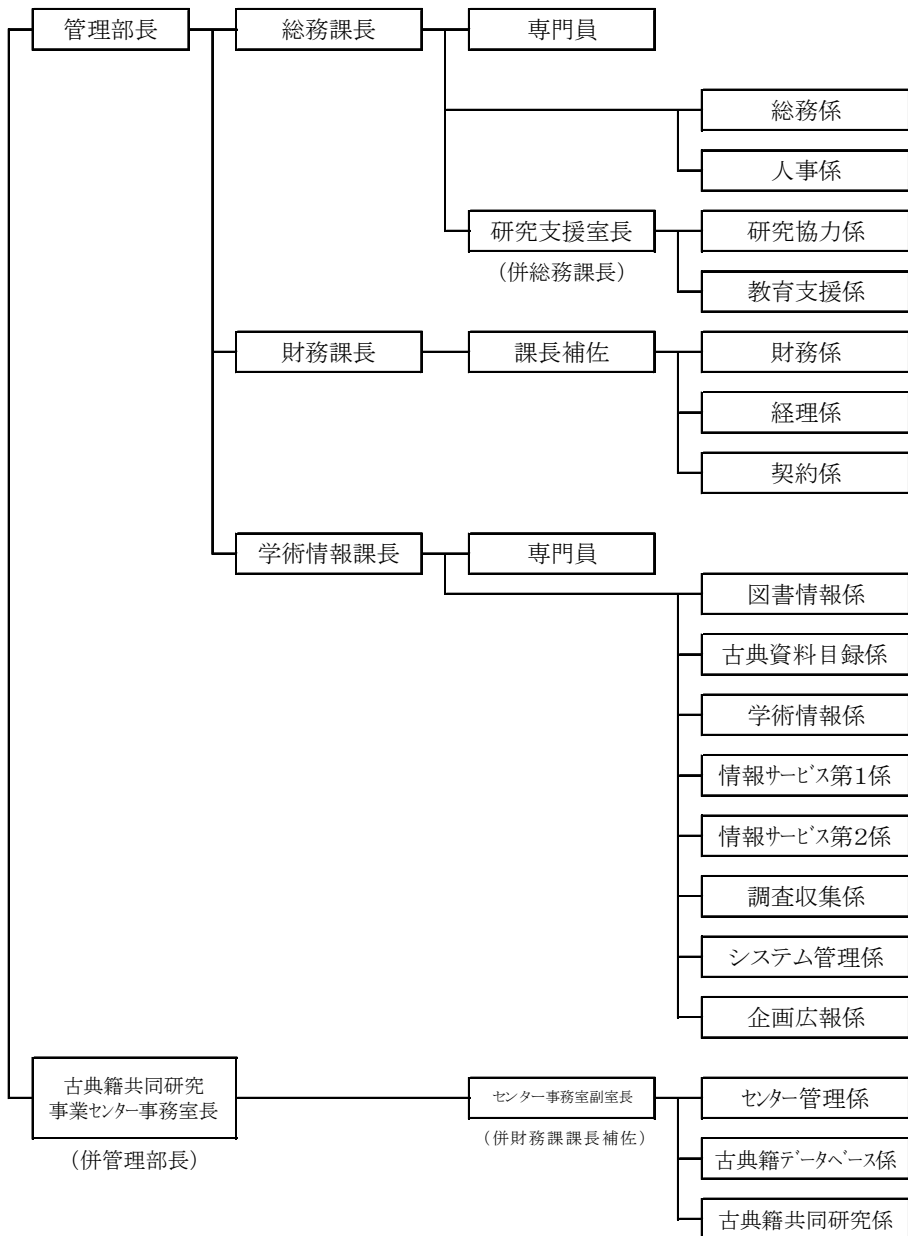 管理部長
総務課長
専門員
総務係
人事係
研究支援室長
(併総務課長)
研究協力係
教育支援係
財務課長
課長補佐
財務係
経理係
契約係
学術情報課長
専門員
図書情報係
古典資料目録係
学術情報係
情報サービス第1係
情報サービス第2係
調査収集係
システム管理係
企画広報係
古典籍共同研究
事業センター事務室長
(併管理部長)
センター事務室副室長
(併財務課課長補佐)
センター管理係
古典籍データベース係
古典籍共同研究係